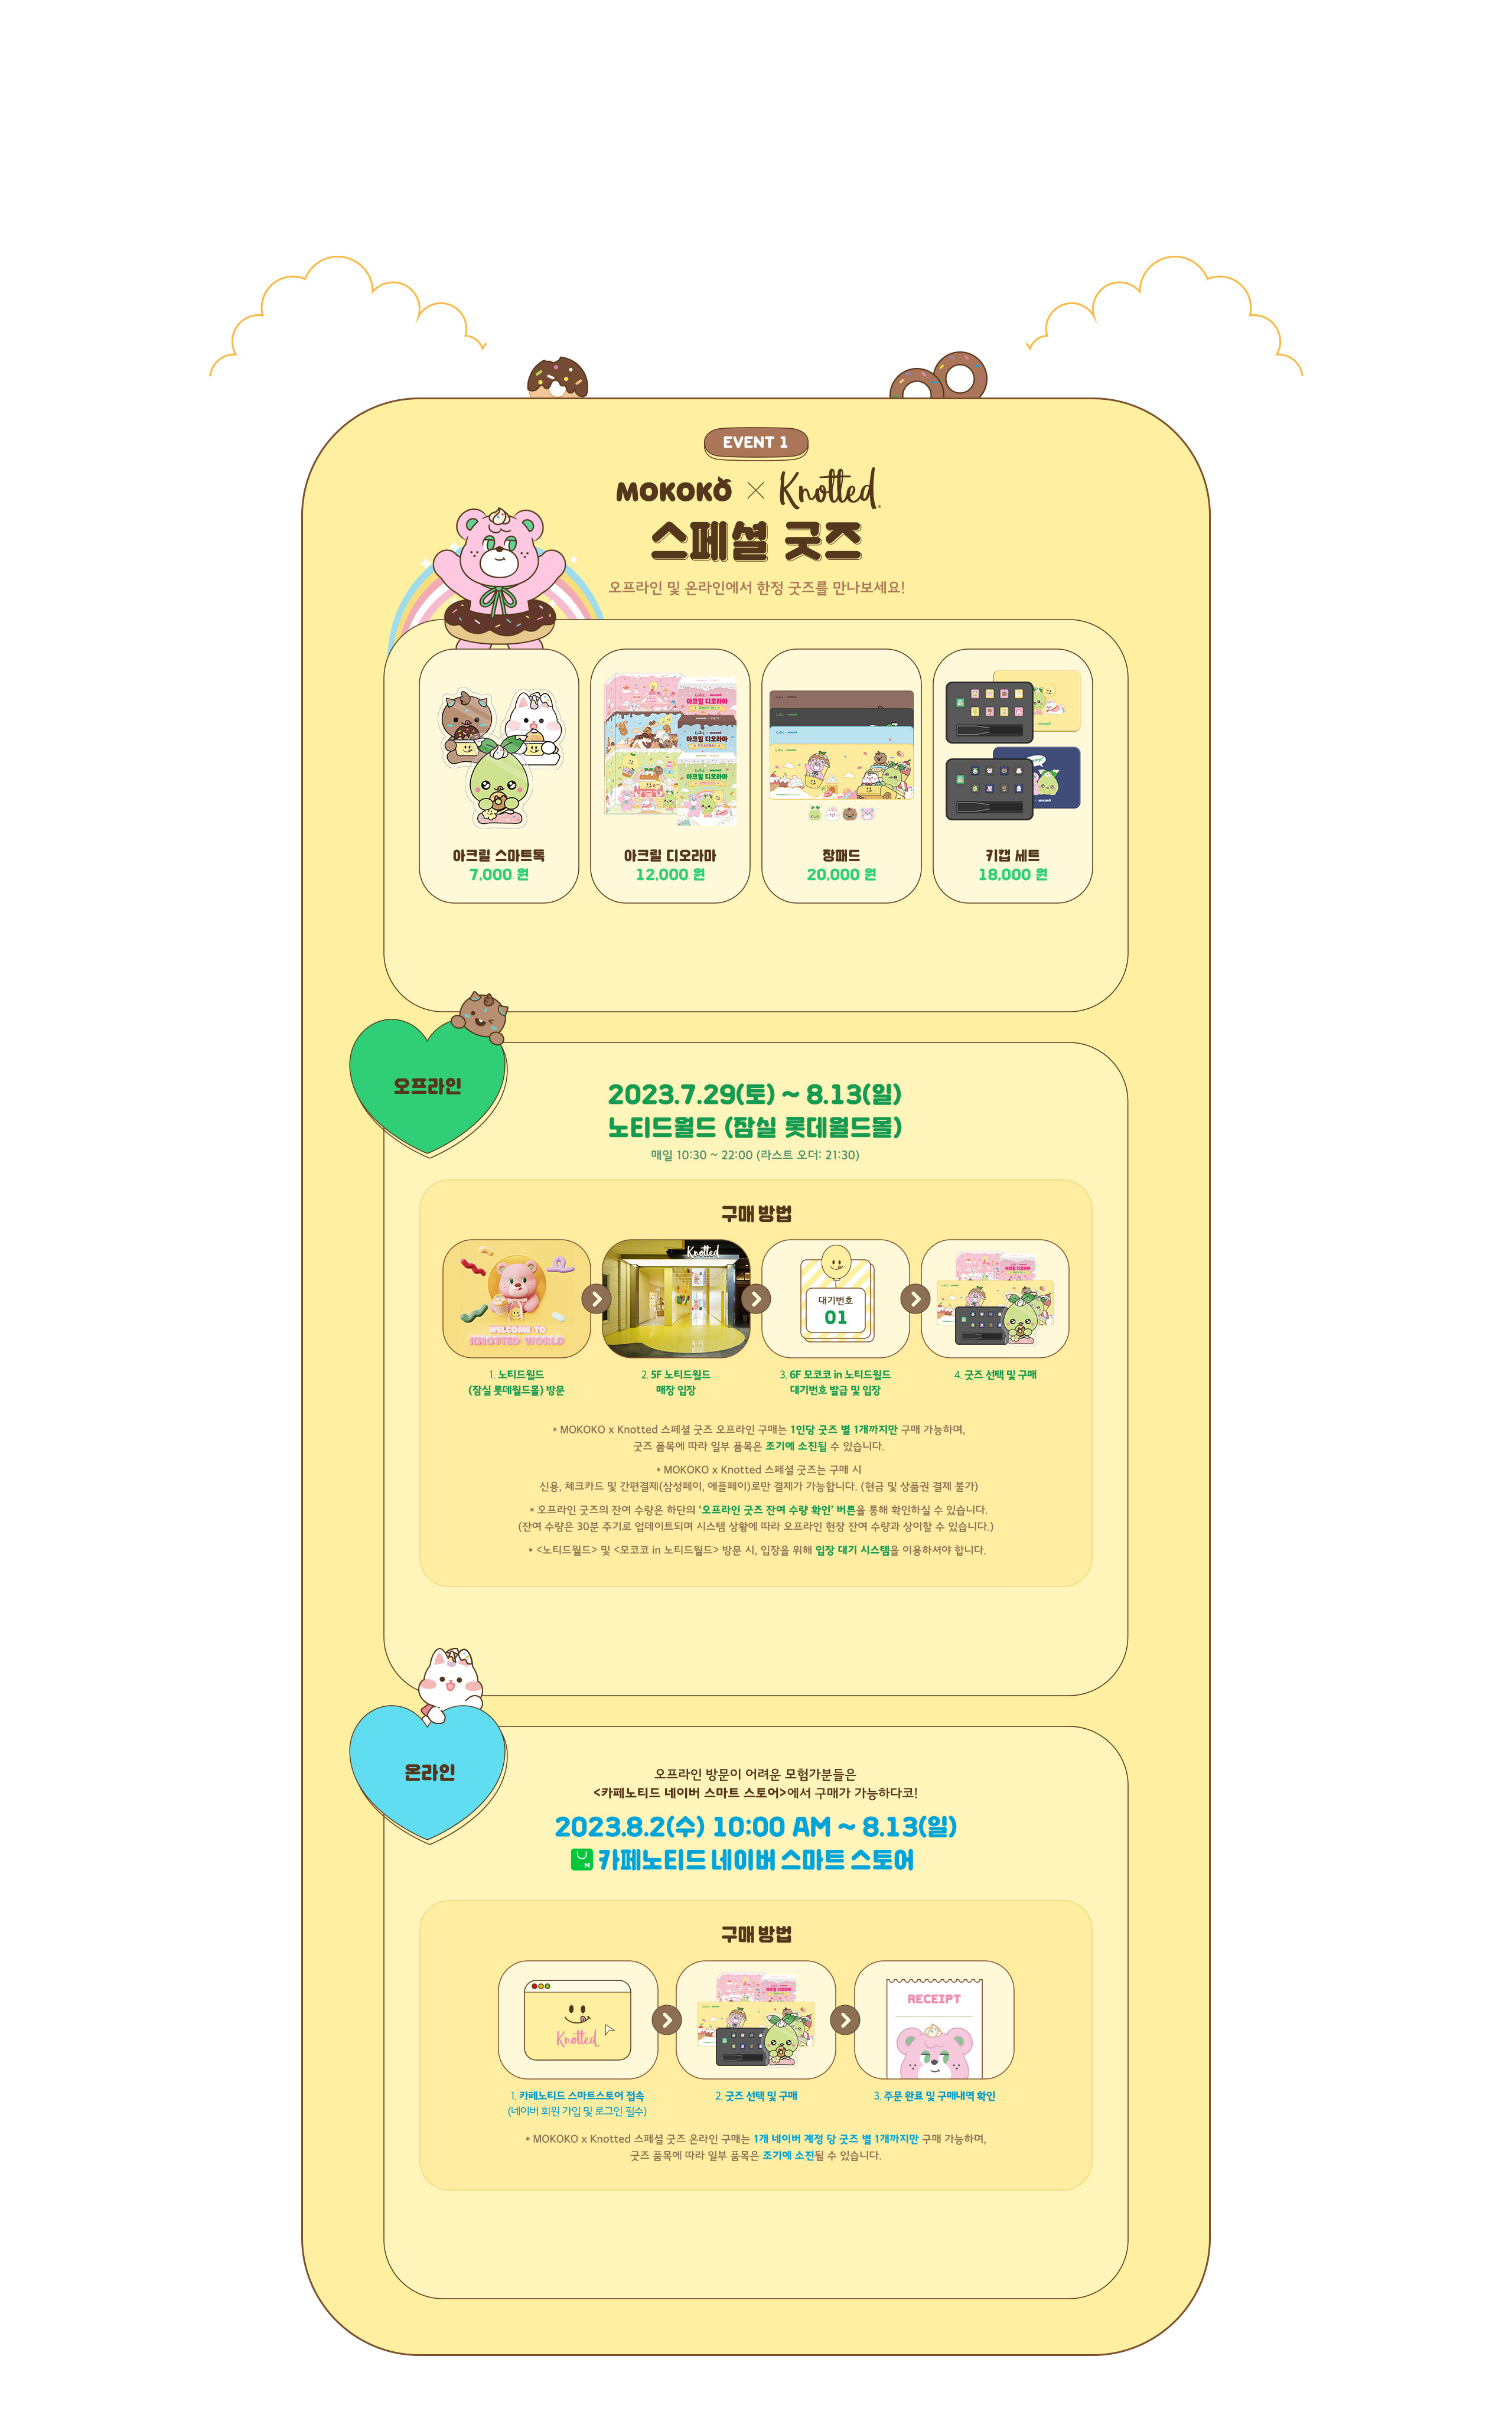 EVENT 1
MOKOKO × Knotted
스페셜 굿즈
오프라인 및 온라인에서 한정 굿즈를 만나보세요!
아크릴 디오라마
아크릴 디오라마
아크릴 디오라마
아크릴 스마트톡
7,000 원
아크릴 디오라마
12,000 원
장패드
20,000 원
키캡 세트
18,000 원
오프라인
2023.7.29(토) ~ 8.13(일)
노티드월드 (잠실 롯데월드몰)
매일 10:30 ~ 22:00 (라스트 오더: 21:30)
구매 방법
WELCOME TO
KNOTTED WORLD
Knotted
대기번호
01
1. 노티드월드
(잠실 롯데월드몰) 방문
2. 5F 노티드월드
매장 입장
3. 6F 모코코 in 노티드월드
대기번호 발급 및 입장
4. 굿즈 선택 및 구매
* MOKOKO x Knotted 스페셜 굿즈 오프라인 구매는 1인당 굿즈 별 1개까지만 구매 가능하며,
굿즈 품목에 따라 일부 품목은 조기에 소진될 수 있습니다.
* MOKOKO x Knotted 스페셜 굿즈는 구매 시
신용, 체크카드 및 간편결제(삼성페이, 애플페이)로만 결제가 가능합니다. (현금 및 상품권 결제 불가)
* 오프라인 굿즈의 잔여 수량은 하단의 '오프라인 굿즈 잔여 수량 확인' 버튼을 통해 확인하실 수 있습니다.
(잔여 수량은 30분 주기로 업데이트되며 시스템 상황에 따라 오프라인 현장 잔여 수량과 상이할 수 있습니다.)
* <노티드월드> 및 <모코코 in 노티드월드> 방문 시, 입장을 위해 입장 대기 시스템을 이용하셔야 합니다.
온라인
오프라인 방문이 어려운 모험가분들은
<카페노티드 네이버 스마트 스토어>에서 구매가 가능하다코!
2023.8.2(수) 10:00 AM ~ 8.13(일)
N 카페노티드 네이버 스마트 스토어
구매 방법
Knotted
RECEIPT
1. 카페노티드 스마트스토어 접속
(네이버 회원 가입 및 로그인 필수)
2. 굿즈 선택 및 구매
3. 주문 완료 및 구매내역 확인
* MOKOKO x Knotted 스페셜 굿즈 온라인 구매는 1개 네이버 계정 당 굿즈 별 1개까지만 구매 가능하며,
굿즈 품목에 따라 일부 품목은 조기에 소진될 수 있습니다.